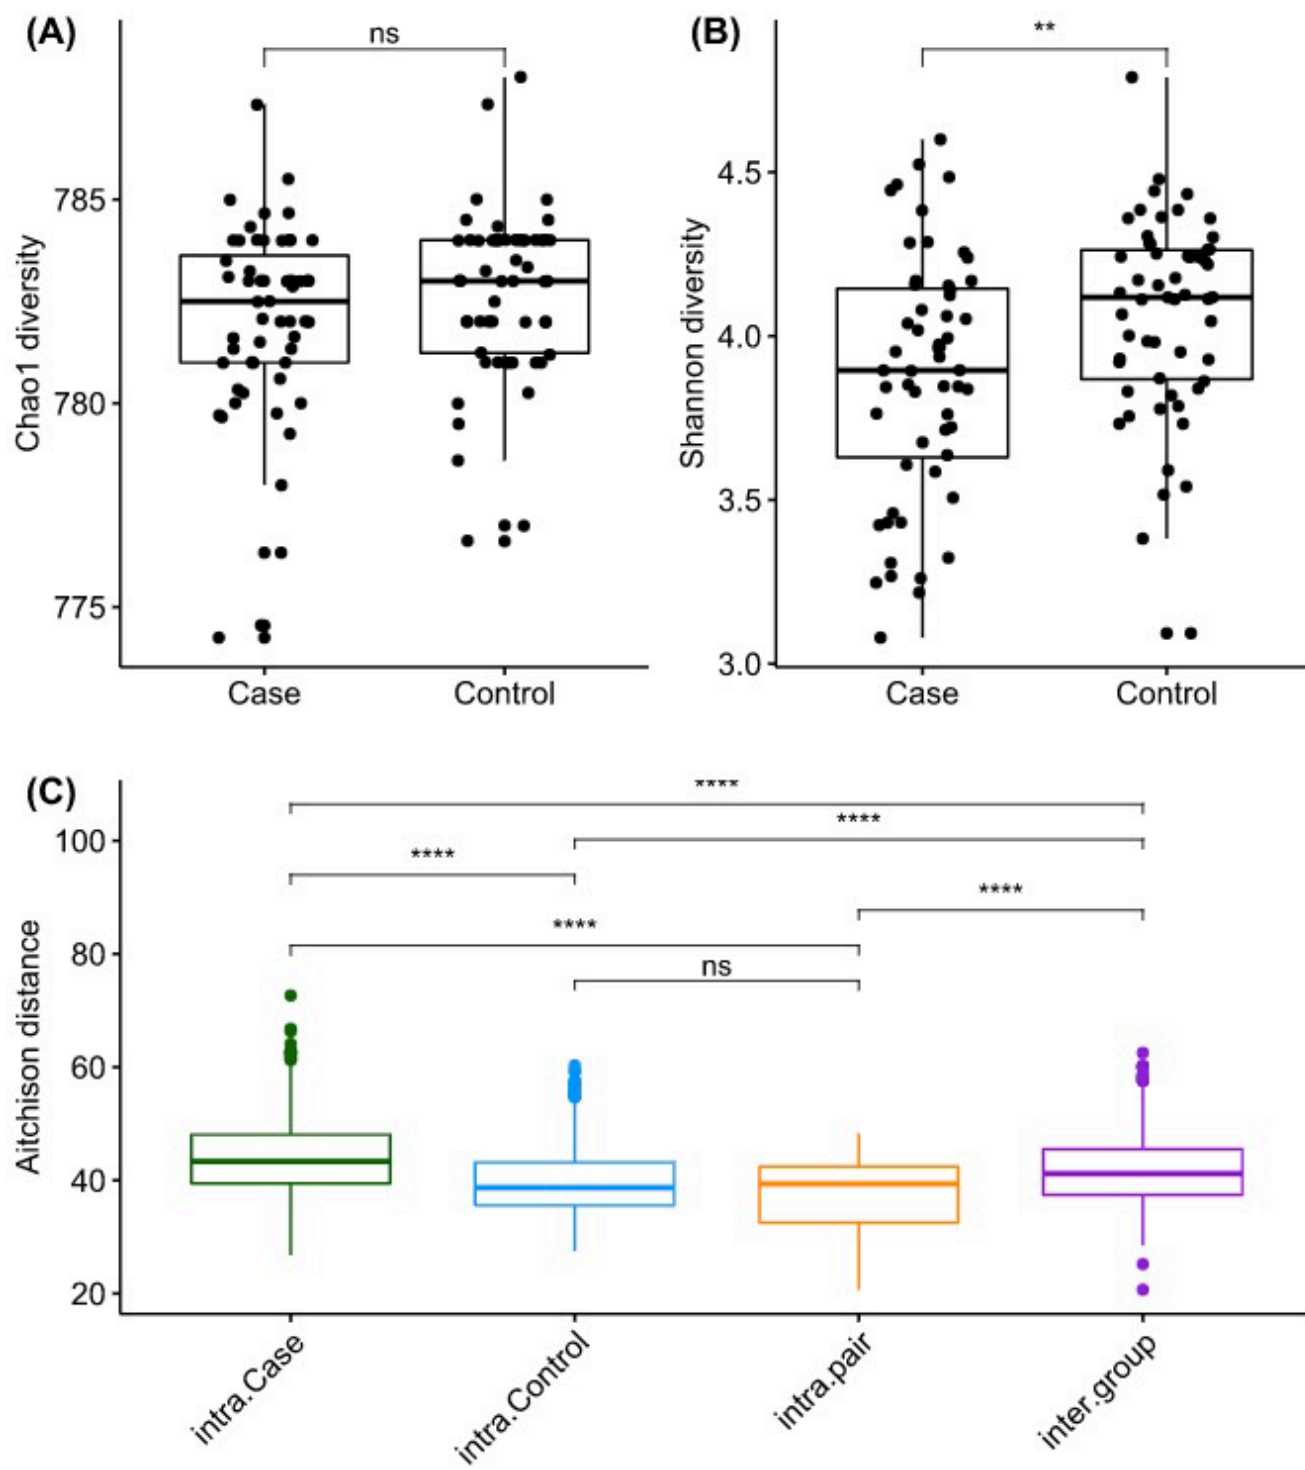 (A)
ns
Chao1 diversity
785
780
775
Case
Control
(B)
**
Shannon diversity
4.5
4.0
3.5
3.0
Case
Control
(C)
****
****
****
****
****
ns
Aitchison distance
100
80
60
40
20
intra.Case
intra.Control
intra.pair
inter.group